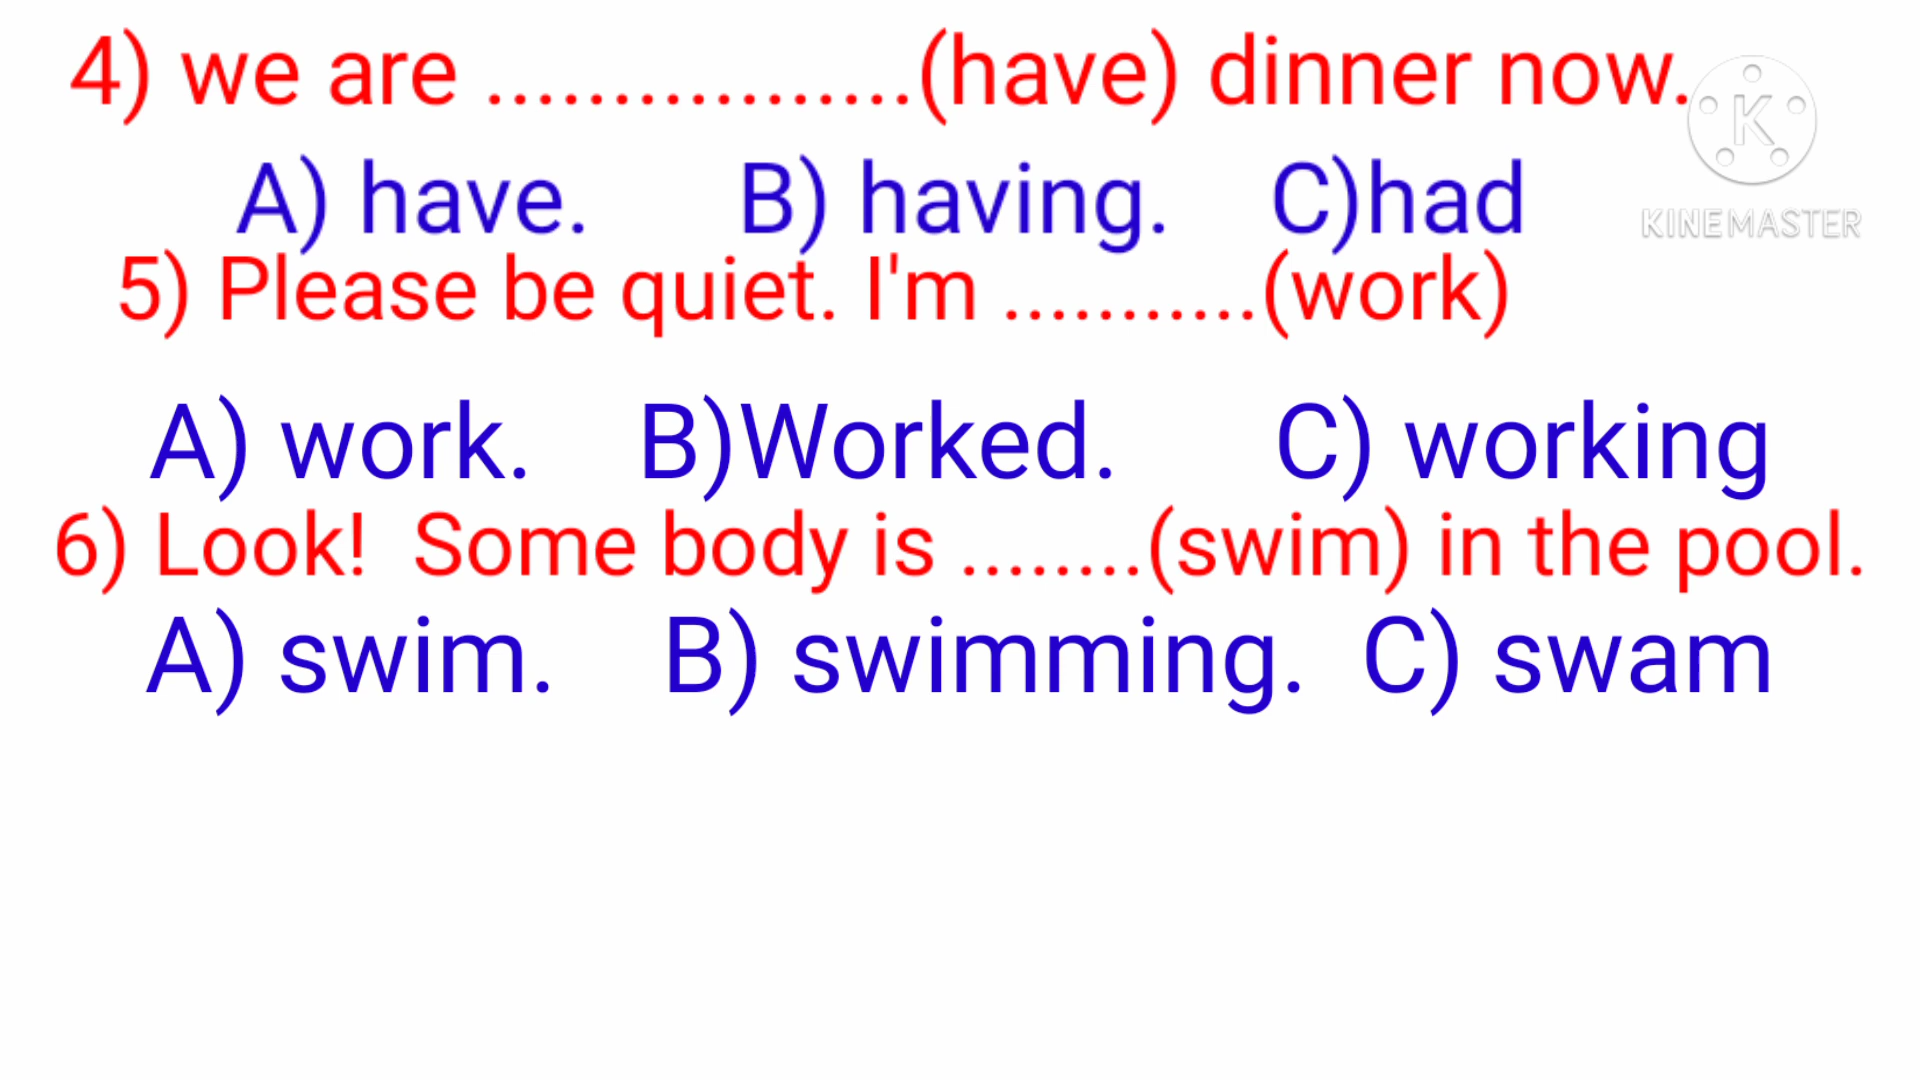 4) we are .................(have) dinner now.
K
KINEMASTER
A) have. B) having. C)had
5) Please be quiet. I'm ...........(work)
A) work. B)Worked. C) working
6) Look! Some body is ........(swim) in the pool.
A) swim. B) swimming. C) swam